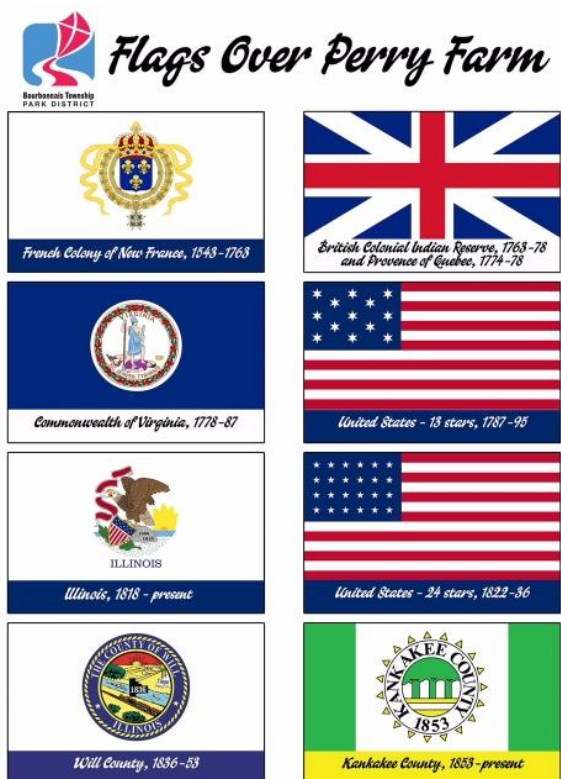 Flags Over Perry Farm
Bourbonnais Township
PARK DISTRICT
French Colony of New France, 1543-1763
British Colonial Indian Reserve, 1763-78
and Provence of Quebec, 1774-78
VIRGINIA
Commonwealth of Virginia, 1778-87
United States - 13 stars, 1787-95
ILLINOIS
Illinois, 1818 - present
United States - 24 stars, 1822-36
THE COUNTY OF WILL
1836
ILLINOIS
Will County, 1836-53
KANKAKEE COUNTY
1853
Kankakee County, 1853-present